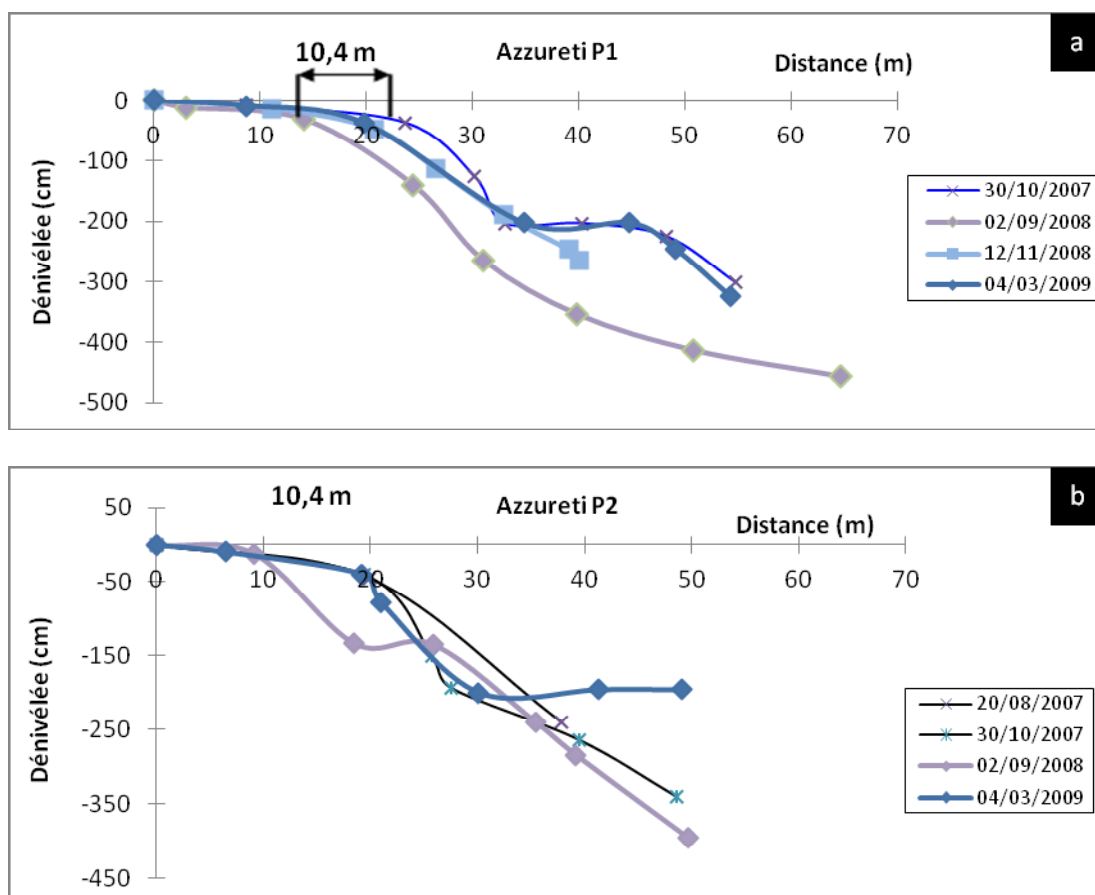 a
10,4 m
Azzureti P1
Distance (m)
Dénivélée (cm)
0
-100
-200
-300
-400
-500
0 10 20 30 40 50 60 70
30/10/2007
02/09/2008
12/11/2008
04/03/2009
b
10,4 m
Azzureti P2
Distance (m)
Dénivélée (cm)
50
-50
-150
-250
-350
-450
0 10 20 30 40 50 60 70
20/08/2007
30/10/2007
02/09/2008
04/03/2009